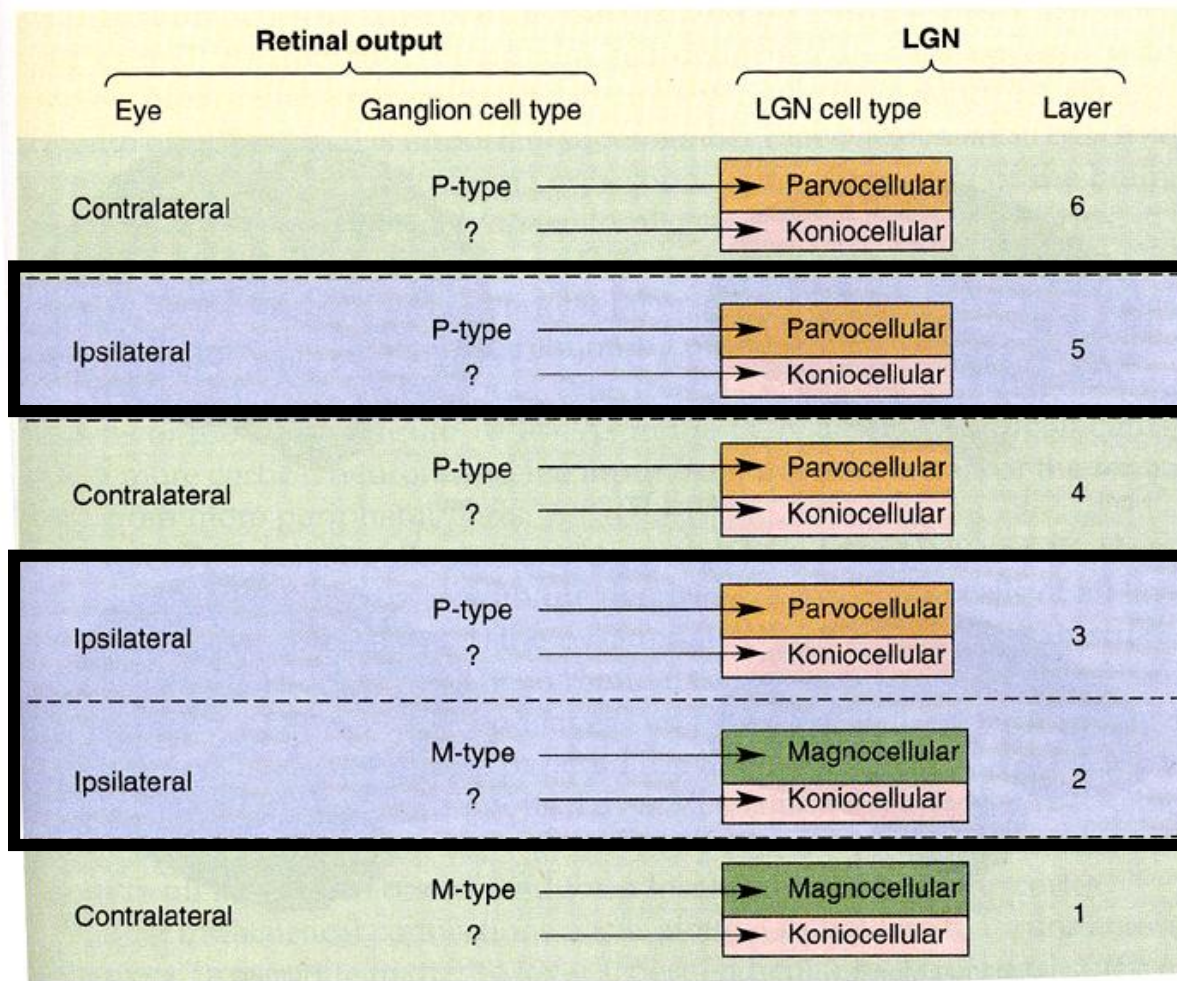 Retinal output LGN
Eye Ganglion cell type LGN cell type Layer
P-type Parvocellular
Contralateral 6
? Koniocellular
P-type Parvocellular
Ipsilateral 5
? Koniocellular
P-type Parvocellular
Contralateral 4
? Koniocellular
P-type Parvocellular
Ipsilateral 3
? Koniocellular
M-type Magnocellular
Ipsilateral 2
? Koniocellular
M-type Magnocellular
Contralateral 1
? Koniocellular